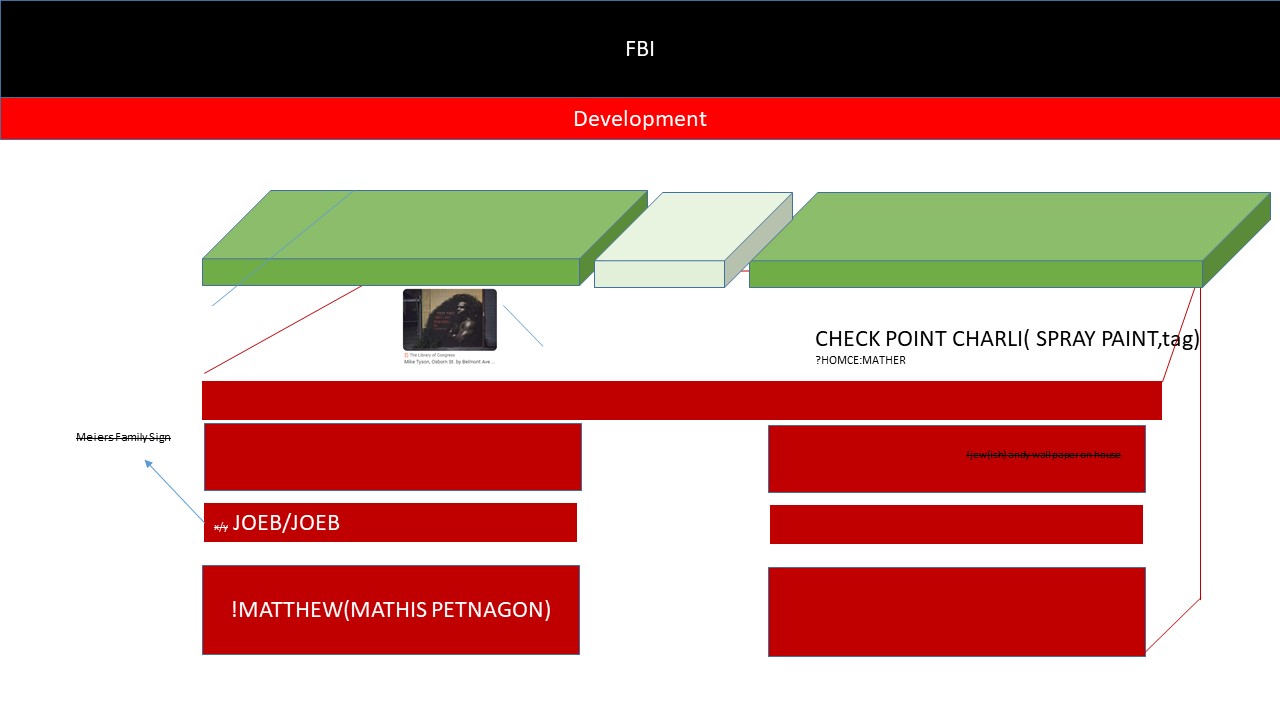 FBI
Development
The Library of Congress
Mike Tyson, Osborn St. by Belmont Ave ...
CHECK POINT CHARLI( SPRAY PAINT,tag)
?HOMCE:MATHER
Meiers Family Sign
!jew(ish) andy wall paper on house
x/y JOEB/JOEB
!MATTHEW(MATHIS PETNAGON)